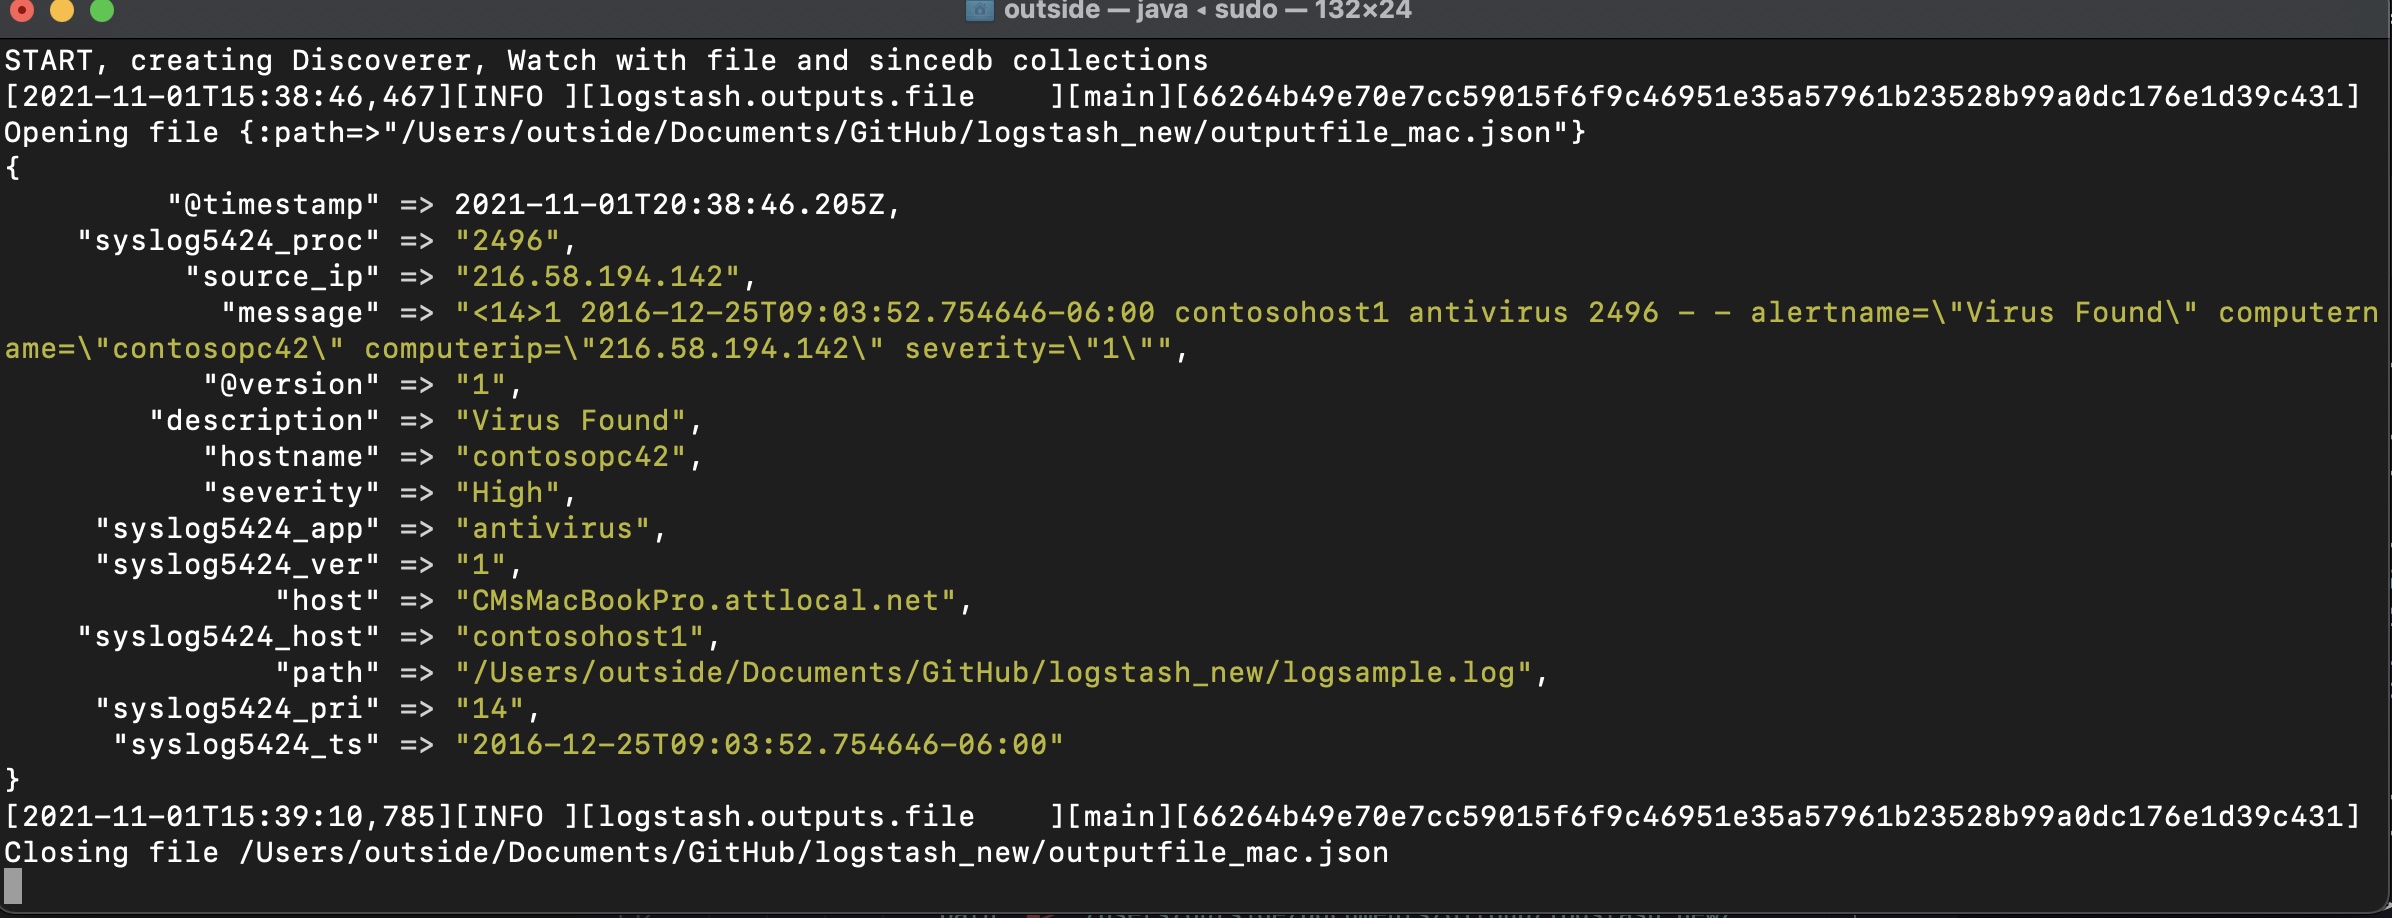 outside — java ◂ sudo — 132×24
START, creating Discoverer, Watch with file and sincedb collections
[2021-11-01T15:38:46,467][INFO ][logstash.outputs.file    ][main][66264b49e70e7cc59015f6f9c46951e35a57961b23528b99a0dc176e1d39c431]
Opening file {:path=>"/Users/outside/Documents/GitHub/logstash_new/outputfile_mac.json"}
{
         "@timestamp" => 2021-11-01T20:38:46.205Z,
    "syslog5424_proc" => "2496",
          "source_ip" => "216.58.194.142",
            "message" => "<14>1 2016-12-25T09:03:52.754646-06:00 contosohost1 antivirus 2496 - - alertname=\"Virus Found\" computern
ame=\"contosopc42\" computerip=\"216.58.194.142\" severity=\"1\"",
           "@version" => "1",
        "description" => "Virus Found",
           "hostname" => "contosopc42",
           "severity" => "High",
     "syslog5424_app" => "antivirus",
     "syslog5424_ver" => "1",
               "host" => "CMsMacBookPro.attlocal.net",
    "syslog5424_host" => "contosohost1",
               "path" => "/Users/outside/Documents/GitHub/logstash_new/logsample.log",
     "syslog5424_pri" => "14",
      "syslog5424_ts" => "2016-12-25T09:03:52.754646-06:00"
}
[2021-11-01T15:39:10,785][INFO ][logstash.outputs.file    ][main][66264b49e70e7cc59015f6f9c46951e35a57961b23528b99a0dc176e1d39c431]
Closing file /Users/outside/Documents/GitHub/logstash_new/outputfile_mac.json